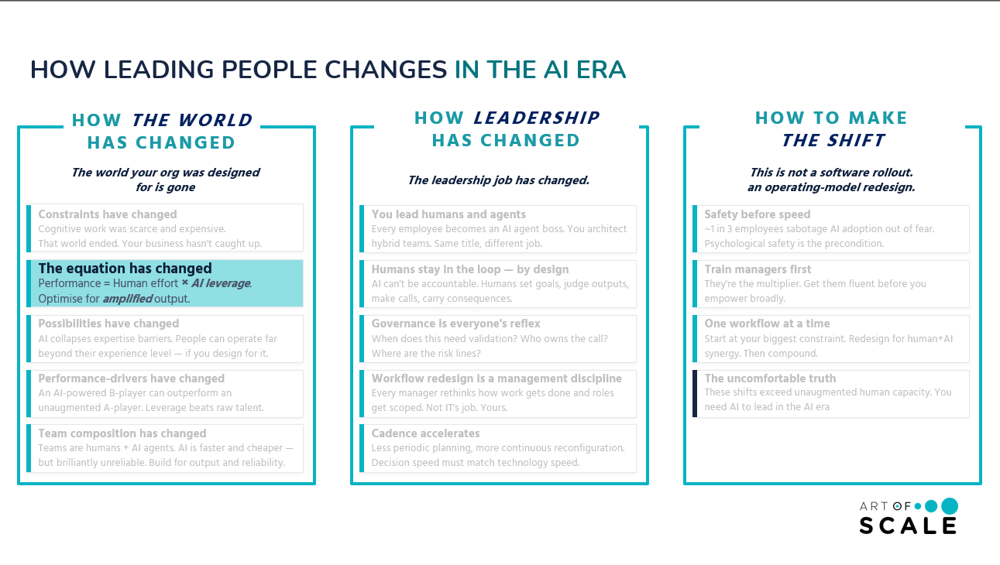 HOW LEADING PEOPLE CHANGES IN THE AI ERA
HOW THE WORLD
HAS CHANGED
The world your org was designed
for is gone
Constraints have changed
Cognitive work was scarce and expensive.
That world ended. Your business hasn't caught up.
The equation has changed
Performance = Human effort × AI leverage.
Optimise for amplified output.
Possibilities have changed
AI collapses expertise barriers. People can operate far
beyond their experience level — if you design for it.
Performance-drivers have changed
An AI-powered B-player can outperform an
unaugmented A-player. Leverage beats raw talent.
Team composition has changed
Teams are humans + AI agents. AI is faster and cheaper —
but brilliantly unreliable. Build for output and reliability.
HOW LEADERSHIP
HAS CHANGED
The leadership job has changed.
You lead humans and agents
Every employee becomes an AI agent boss. You architect
hybrid teams. Same title, different job.
Humans stay in the loop — by design
AI can't be accountable. Humans set goals, judge outputs,
make calls, carry consequences.
Governance is everyone's reflex
When does this need validation? Who owns the call?
Where are the risk lines?
Workflow redesign is a management discipline
Every manager rethinks how work gets done and roles
get scoped. Not IT's job. Yours.
Cadence accelerates
Less periodic planning, more continuous reconfiguration.
Decision speed must match technology speed.
HOW TO MAKE
THE SHIFT
This is not a software rollout.
an operating-model redesign.
Safety before speed
~1 in 3 employees sabotage AI adoption out of fear.
Psychological safety is the precondition.
Train managers first
They're the multiplier. Get them fluent before you
empower broadly.
One workflow at a time
Start at your biggest constraint. Redesign for human+AI
synergy. Then compound.
The uncomfortable truth
These shifts exceed unaugmented human capacity. You
need AI to lead in the AI era
ART OF
SCALE